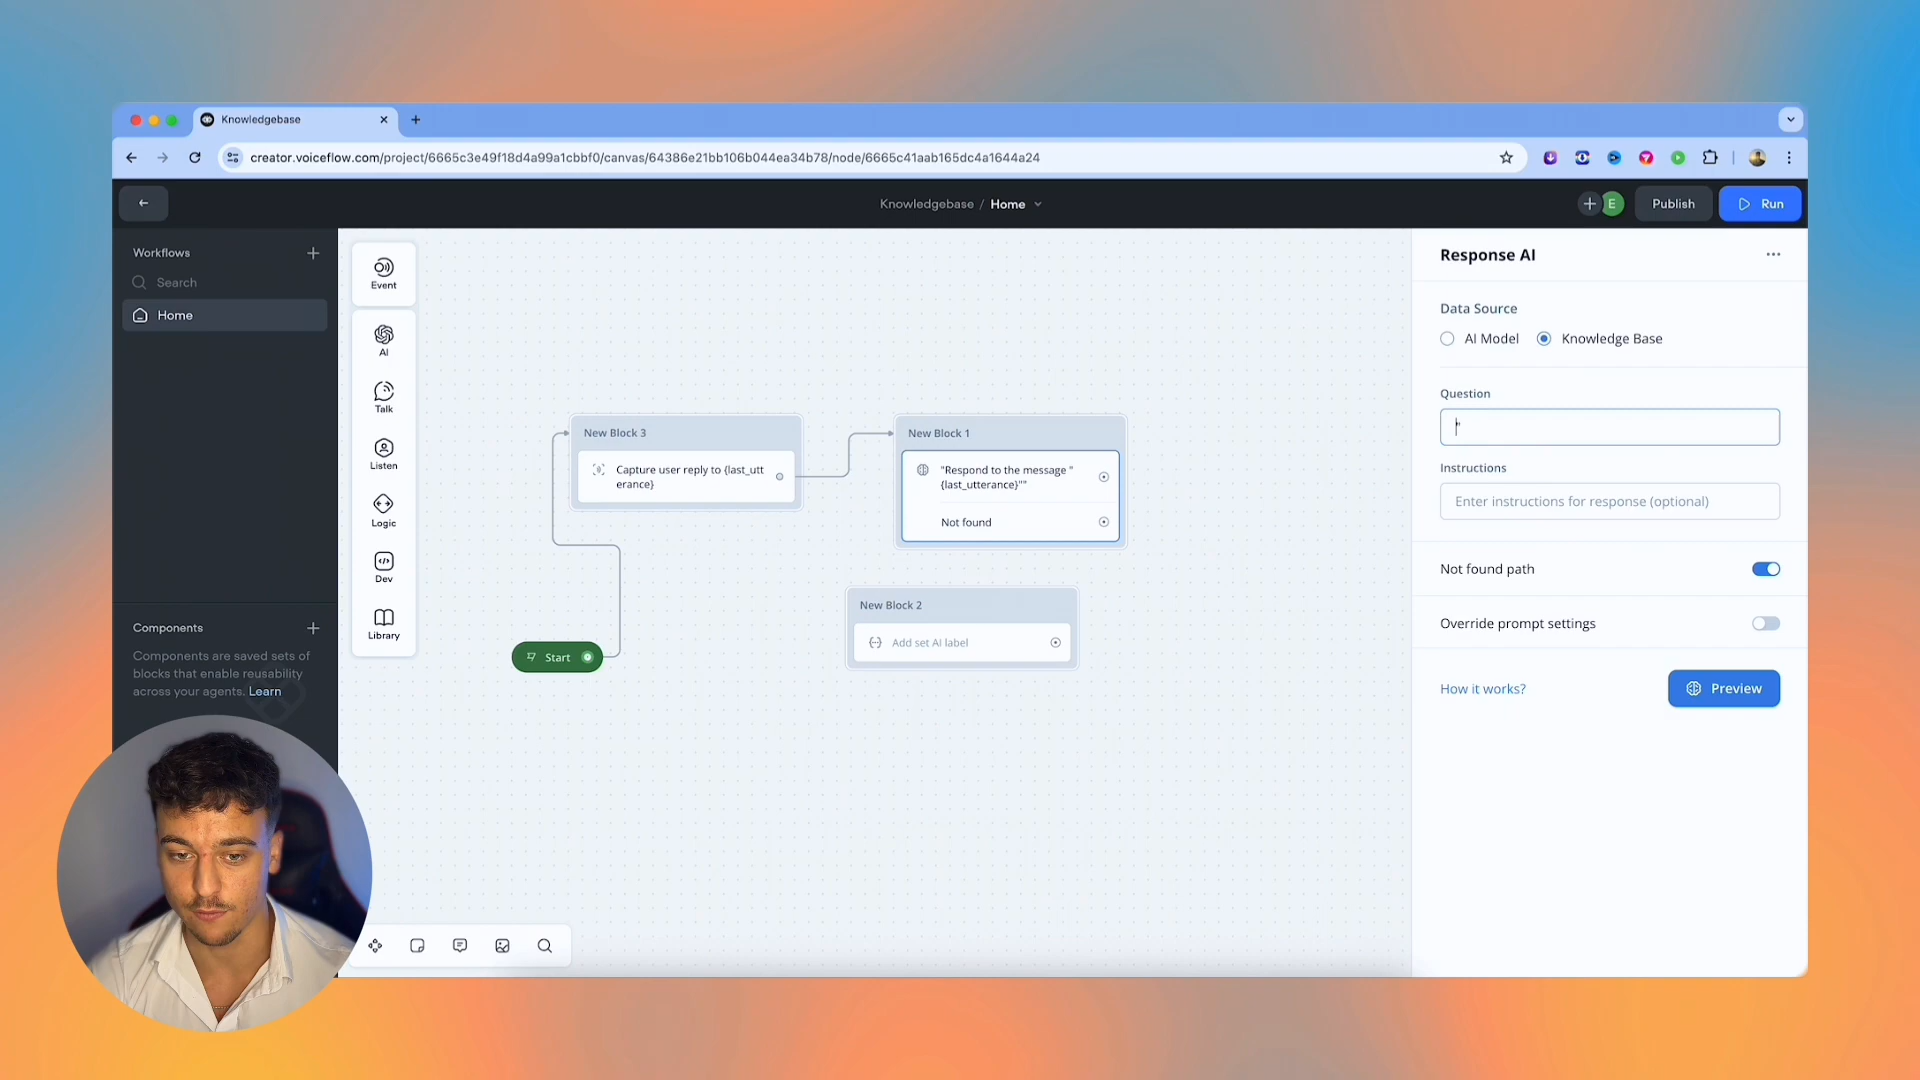 Knowledgebase
creator.voiceflow.com/project/6665c3e49f18d4a99a1cbbf0/canvas/64386e21bb106b044ea34b78/node/6665c41aab165dc4a1644a24
Knowledgebase / Home
E
Publish
Run
Workflows
Search
Home
Components
Components are saved sets of
blocks that enable reusability
across your agents. Learn
Event
AI
Talk
Listen
Logic
Dev
Library
New Block 3
Capture user reply to {last_utt
erance}
New Block 1
"Respond to the message "
{last_utterance}""
Not found
New Block 2
Add set AI label
Start
Response AI
Data Source
AI Model
Knowledge Base
Question
"
Instructions
Enter instructions for response (optional)
Not found path
Override prompt settings
How it works?
Preview